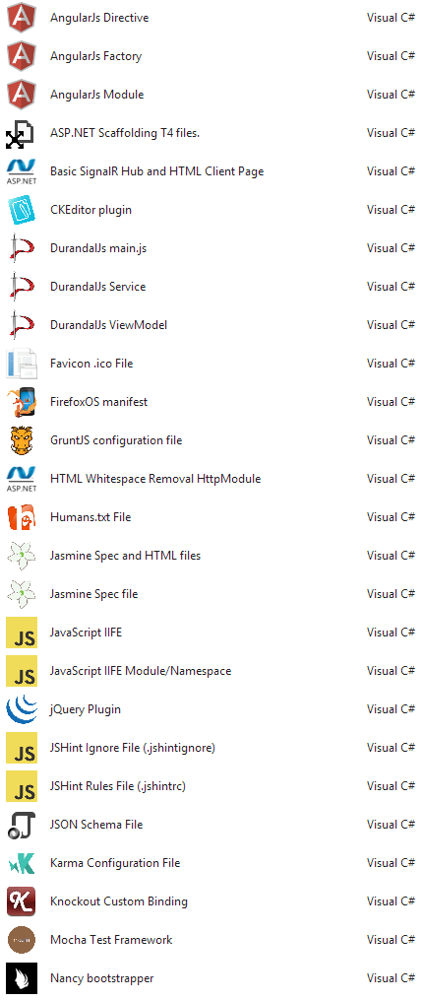 AngularJs Directive Visual C#
AngularJs Factory Visual C#
AngularJs Module Visual C#
ASP.NET Scaffolding T4 files. Visual C#
ASP.NET Basic SignalR Hub and HTML Client Page Visual C#
CKEditor plugin Visual C#
DurandalJs main.js Visual C#
DurandalJs Service Visual C#
DurandalJs ViewModel Visual C#
Favicon .ico File Visual C#
FirefoxOS manifest Visual C#
GruntJS configuration file Visual C#
ASP.NET HTML Whitespace Removal HttpModule Visual C#
Humans.txt File Visual C#
Jasmine Spec and HTML files Visual C#
Jasmine Spec file Visual C#
JS JavaScript IIFE Visual C#
JS JavaScript IIFE Module/Namespace Visual C#
jQuery Plugin Visual C#
JS JSHint Ignore File (.jshintignore) Visual C#
JS JSHint Rules File (.jshintrc) Visual C#
JSON Schema File Visual C#
Karma Configuration File Visual C#
Knockout Custom Binding Visual C#
Mocha Test Framework Visual C#
Nancy bootstrapper Visual C#